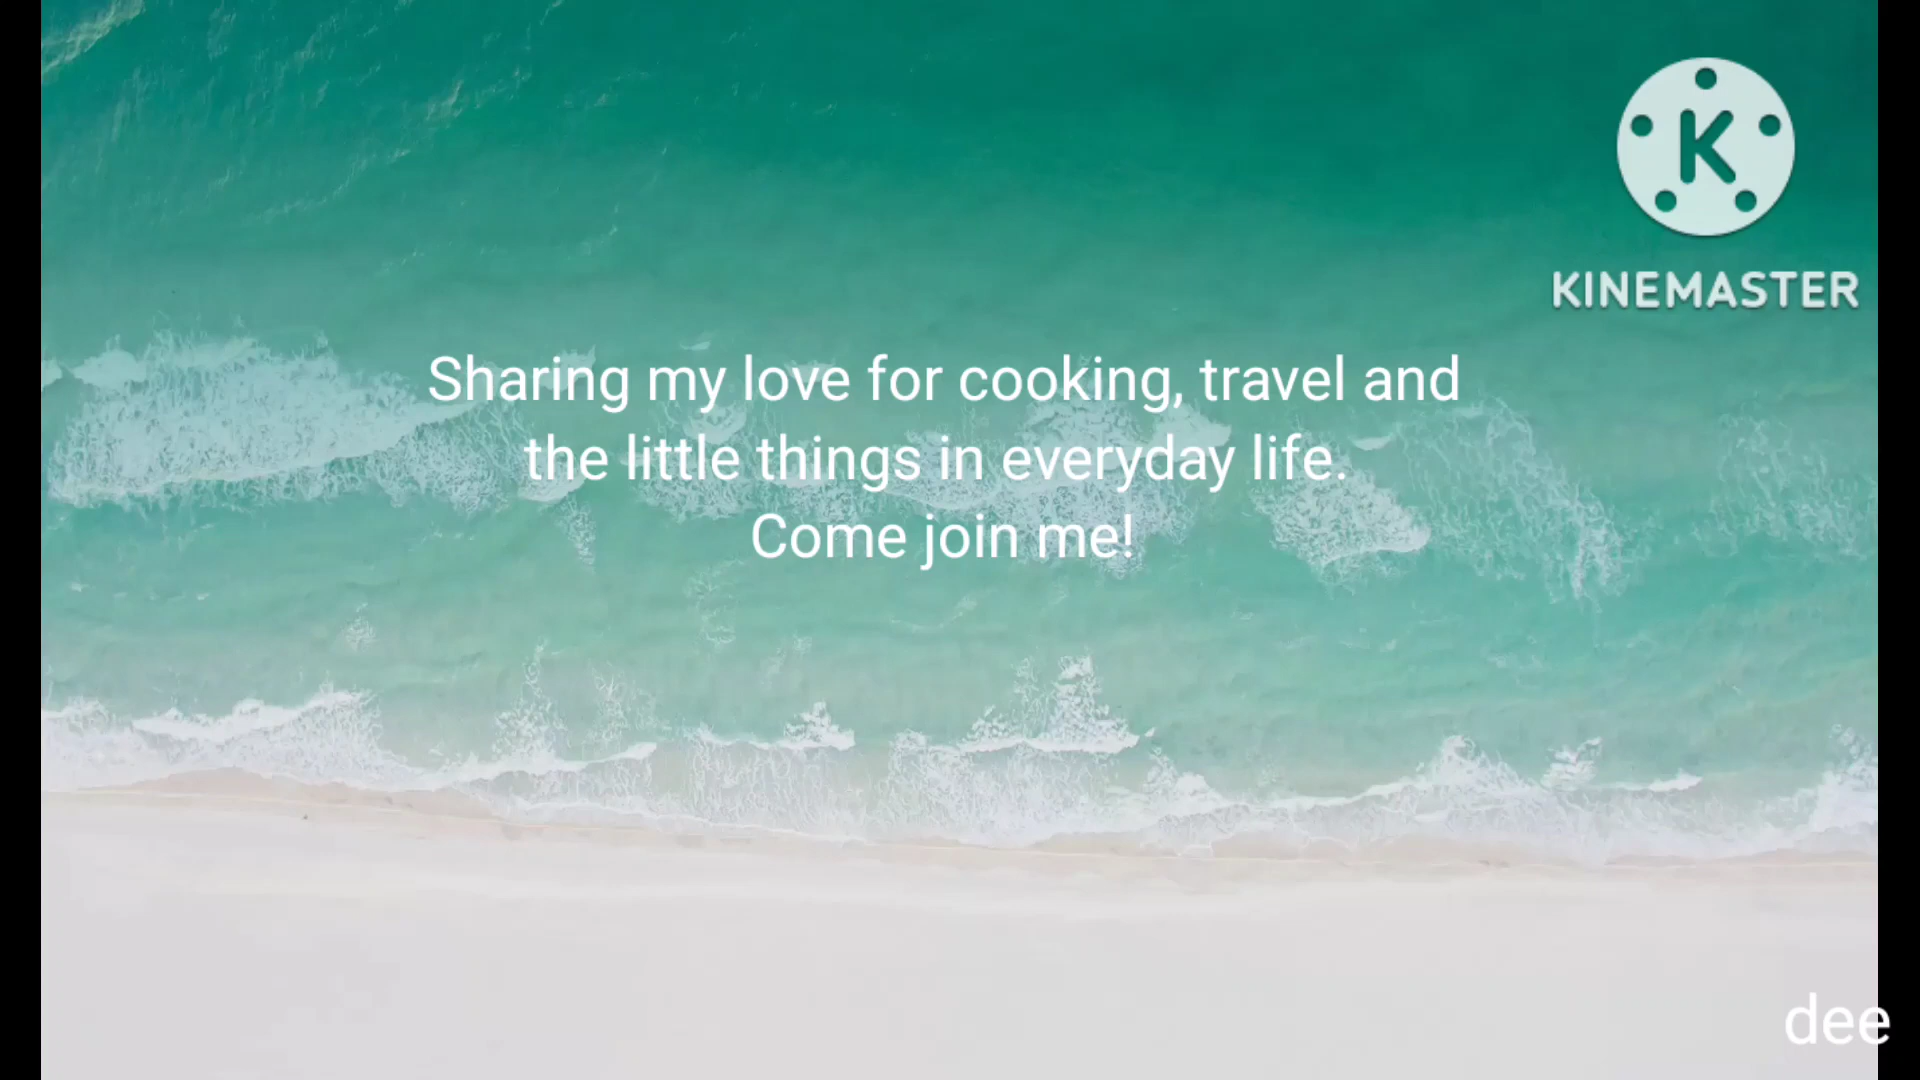 K
KINEMASTER
Sharing my love for cooking, travel and
the little things in everyday life.
Come join me!
dee